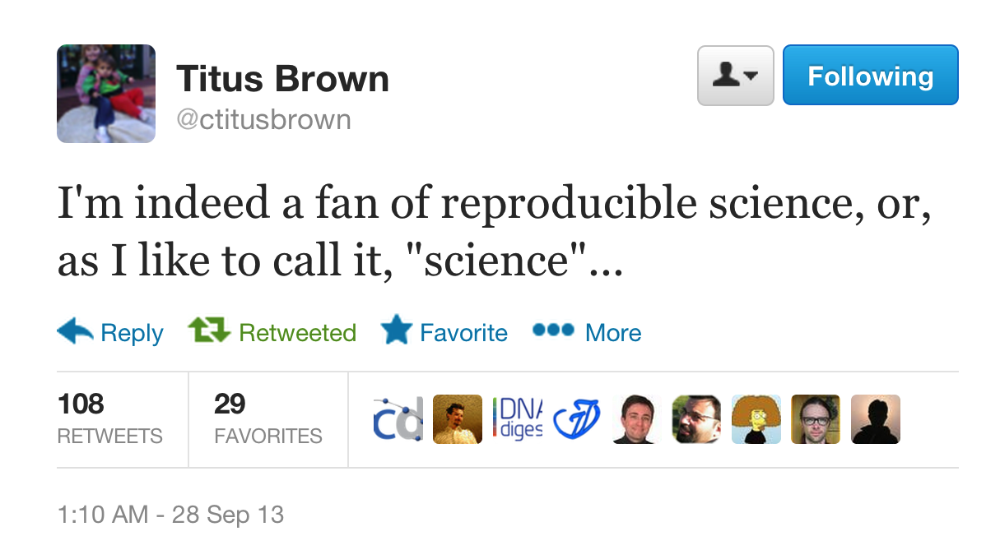 Titus Brown
@ctitusbrown
Following
I'm indeed a fan of reproducible science, or,
as I like to call it, "science"...
Reply Retweeted Favorite More
108 RETWEETS
29 FAVORITES
cd
DNA
diges
1:10 AM - 28 Sep 13